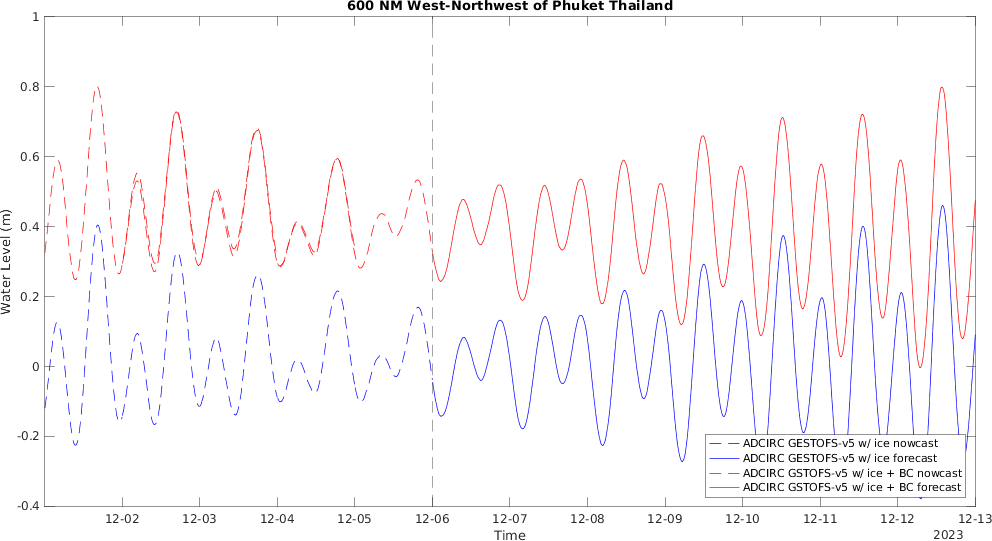 600 NM West-Northwest of Phuket Thailand
1
0.8
0.6
0.4
0.2
0
-0.2
-0.4
Water Level (m)
ADCIRC GESTOFS-v5 w/ ice nowcast
ADCIRC GESTOFS-v5 w/ ice forecast
ADCIRC GSTOFS-v5 w/ ice + BC nowcast
ADCIRC GSTOFS-v5 w/ ice + BC forecast
12-02 12-03 12-04 12-05 12-06 12-07 12-08 12-09 12-10 12-11 12-12 12-13
Time
2023